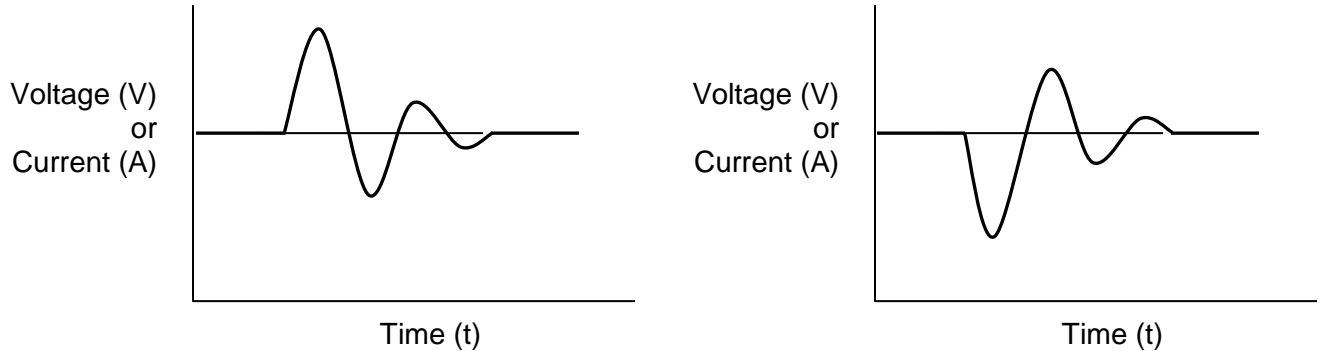 Voltage (V)
or
Current (A)
Time (t)
Voltage (V)
or
Current (A)
Time (t)